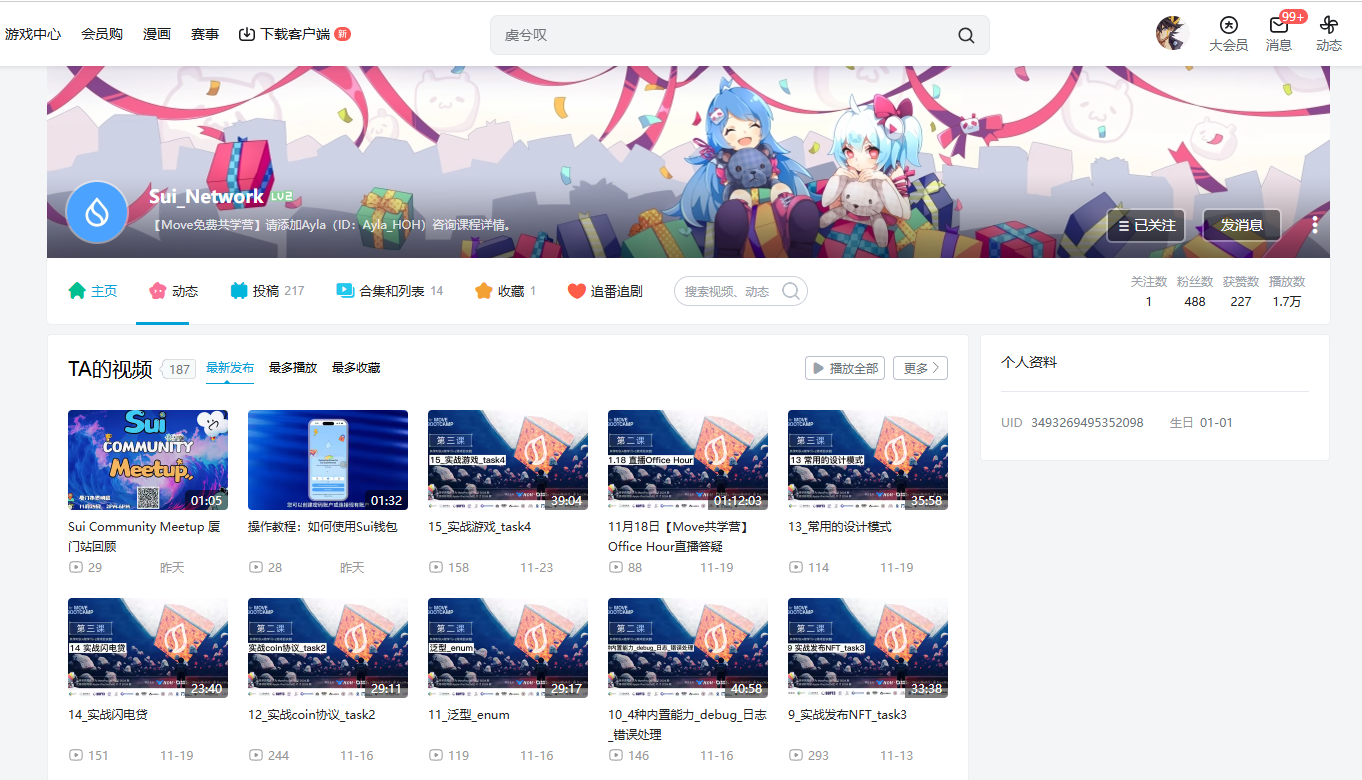 游戏中心 会员购 漫画 赛事 下载客户端 新
虞兮叹
99+
大会员 消息 动态
Sui_Network LV2
【Move免费共学营】请添加Ayla（ID：Ayla_HOH）咨询课程详情。
已关注 发消息
主页 动态 投稿 217 合集和列表 14 收藏 1 追番追剧
搜索视频、动态
关注数 粉丝数 获赞数 播放数
1 488 227 1.7万
TA的视频 187 最新发布 最多播放 最多收藏
播放全部 更多
个人资料
UID 3493269495352098 生日 01-01
Sui
COMMUNITY
Meetup
01:05
01:32
MOVE
BOOTCAMP
第三课
15_实战游戏_task4
39:04
MOVE
BOOTCAMP
第二课
1.18 直播Office Hour
01:12:03
MOVE
BOOTCAMP
第三课
13 常用的设计模式
35:58
Sui Community Meetup 厦
门站回顾
操作教程：如何使用Sui钱包
15_实战游戏_task4
11月18日【Move共学营】
Office Hour直播答疑
13_常用的设计模式
29 昨天
28 昨天
158 11-23
88 11-19
114 11-19
MOVE
BOOTCAMP
第三课
14 实战闪电贷
23:40
MOVE
BOOTCAMP
第二课
实战coin协议_task2
29:11
MOVE
BOOTCAMP
第二课
泛型_enum
29:17
MOVE
BOOTCAMP
第二课
种内置能力_debug_日志_错误处理
40:58
MOVE
BOOTCAMP
第二课
9 实战发布NFT_task3
33:38
14_实战闪电贷
12_实战coin协议_task2
11_泛型_enum
10_4种内置能力_debug_日志
_错误处理
9_实战发布NFT_task3
151 11-19
244 11-16
119 11-16
146 11-16
293 11-13